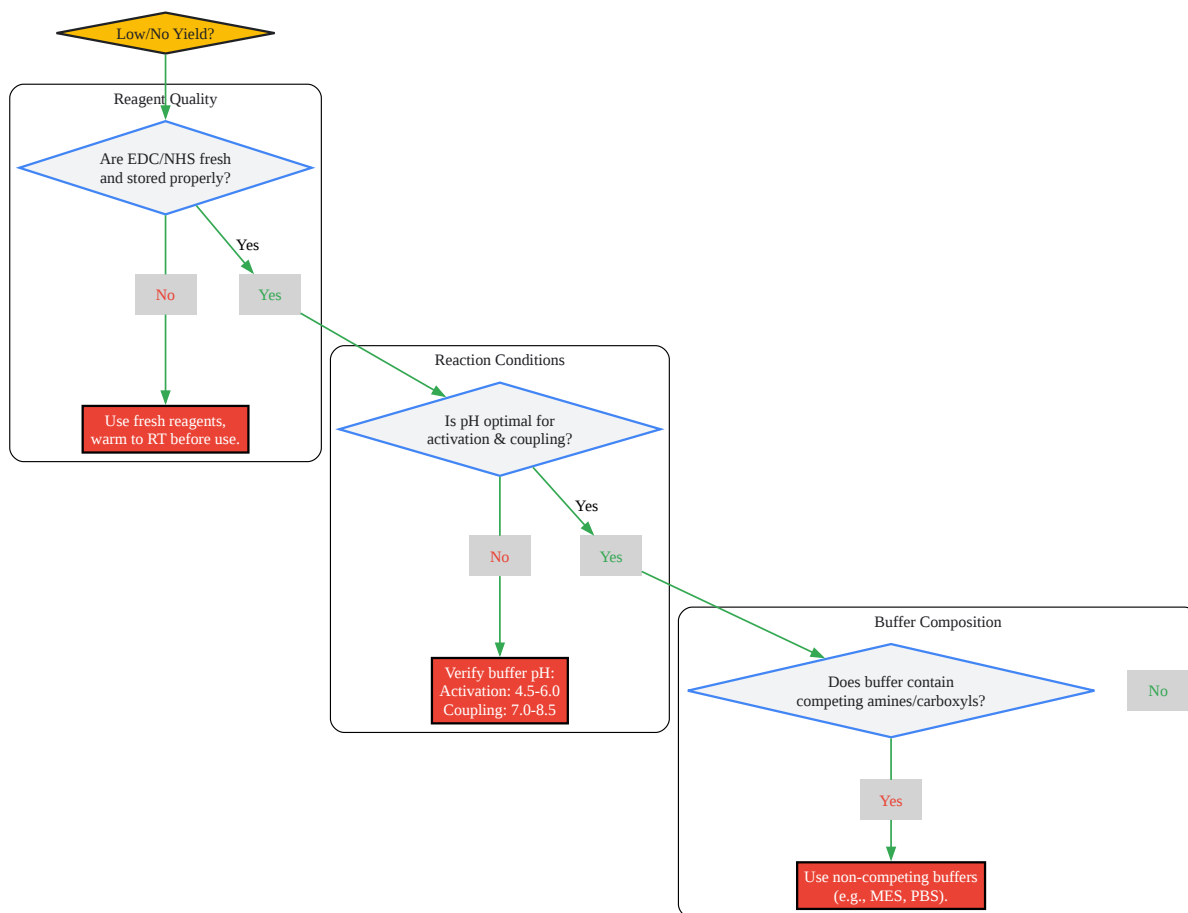 Low/No Yield?
Reagent Quality
Are EDC/NHS fresh
and stored properly?
Yes
No
Yes
Use fresh reagents,
warm to RT before use.
Reaction Conditions
Is pH optimal for
activation & coupling?
Yes
No
Yes
Verify buffer pH:
Activation: 4.5-6.0
Coupling: 7.0-8.5
Buffer Composition
Does buffer contain
competing amines/carboxyls?
No
Yes
Use non-competing buffers
(e.g., MES, PBS).